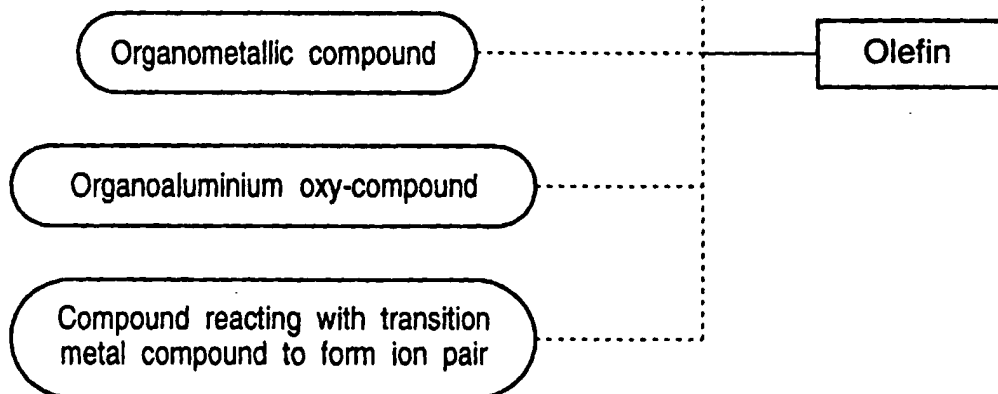 Organometallic compound
Olefin
Organoaluminium oxy-compound
Compound reacting with transition
metal compound to form ion pair